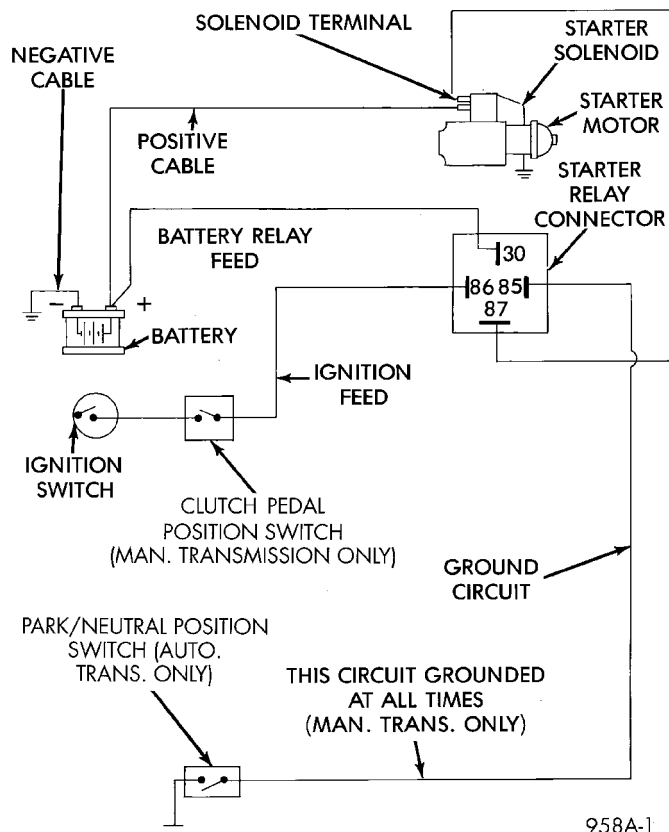 SOLENOID TERMINAL
STARTER
SOLENOID
NEGATIVE
CABLE
STARTER
MOTOR
POSITIVE
CABLE
STARTER
RELAY
CONNECTOR
BATTERY RELAY
FEED
30
86 85
87
- +
BATTERY
IGNITION
FEED
IGNITION
SWITCH
CLUTCH PEDAL
POSITION SWITCH
(MAN. TRANSMISSION ONLY)
GROUND
CIRCUIT
PARK/NEUTRAL POSITION
SWITCH (AUTO.
TRANS. ONLY)
THIS CIRCUIT GROUNDED
AT ALL TIMES
(MAN. TRANS. ONLY)
958A-1